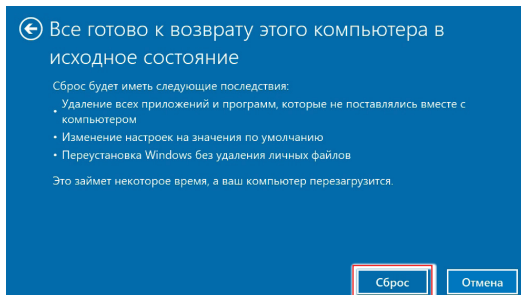 Все готово к возврату этого компьютера в
исходное состояние
Сброс будет иметь следующие последствия:
• Удаление всех приложений и программ, которые не поставлялись вместе с
компьютером
• Изменение настроек на значения по умолчанию
• Переустановка Windows без удаления личных файлов
Это займет некоторое время, а ваш компьютер перезагрузится.
Сброс Отмена